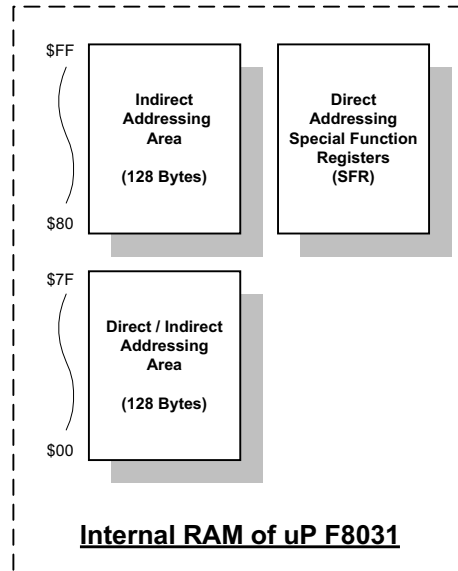 $FF
Indirect
Addressing
Area
(128 Bytes)
$80
Direct
Addressing
Special Function
Registers
(SFR)
$7F
Direct / Indirect
Addressing
Area
(128 Bytes)
$00
Internal RAM of uP F8031